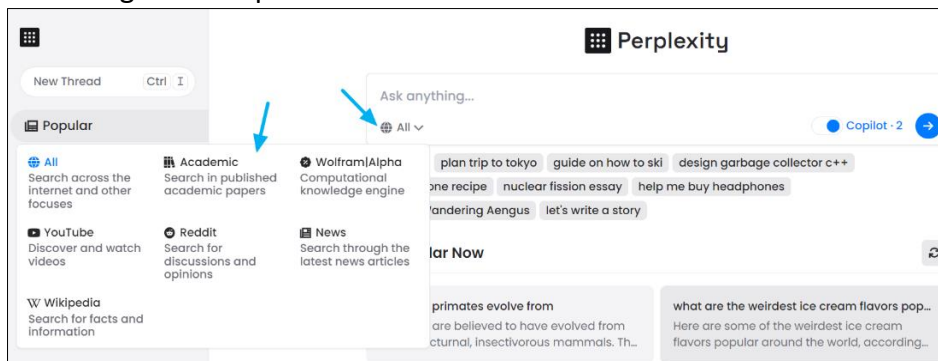 Perplexity
New Thread
Ctrl I
Popular
Ask anything...
All
Copilot · 2
All
Search across the
internet and other
focuses
Academic
Search in published
academic papers
Wolfram|Alpha
Computational
knowledge engine
YouTube
Discover and watch
videos
Reddit
Search for
discussions and
opinions
News
Search through the
latest news articles
Wikipedia
Search for facts and
information
plan trip to tokyo guide on how to ski design garbage collector c++
recipe nuclear fission essay help me buy headphones
Aengus let's write a story
Now
primates evolve from
are believed to have evolved from
insectivorous mammals. Th...
what are the weirdest ice cream flavors pop...
Here are some of the weirdest ice cream
flavors popular around the world, according...